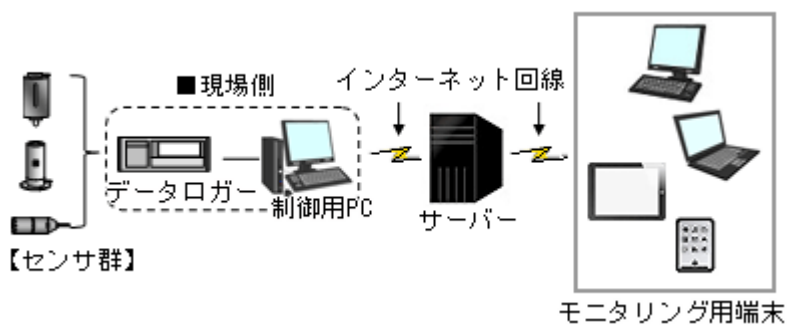 ■現場側
インターネット回線
データロガー
制御用PC
サーバー
【センサ群】
モニタリング用端末